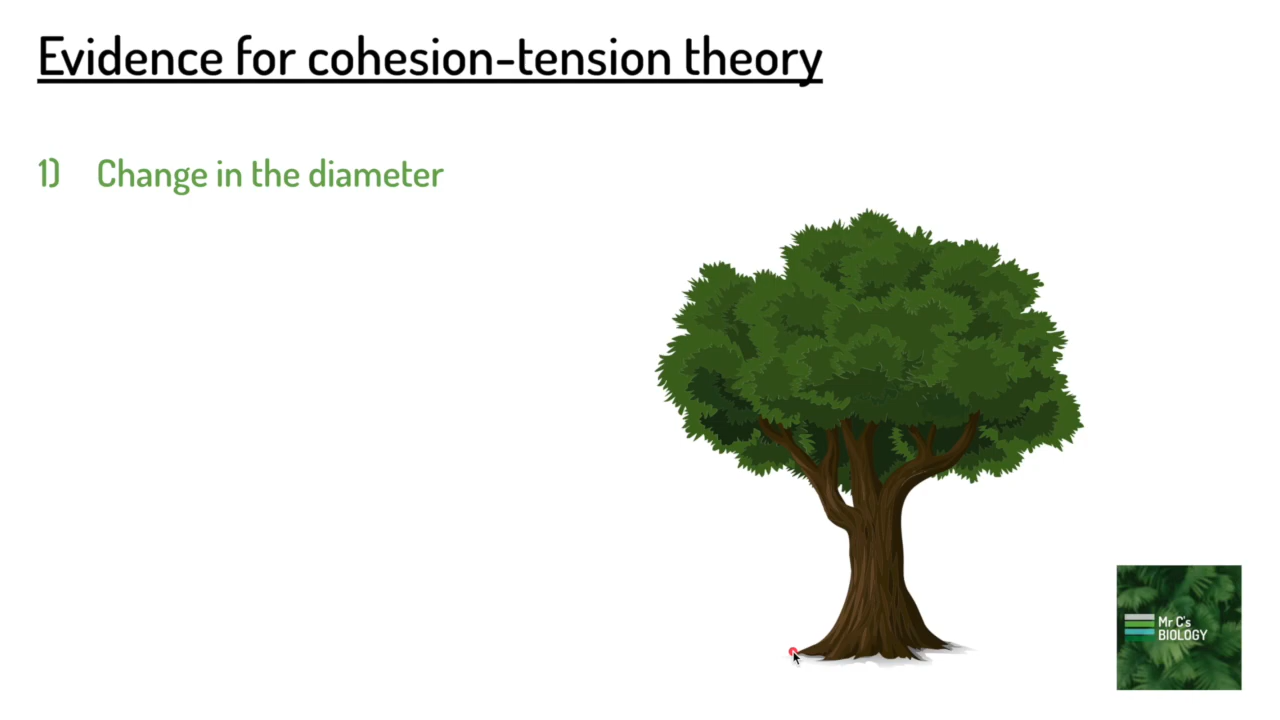 Evidence for cohesion-tension theory
1) Change in the diameter
Mr C's
BIOLOGY